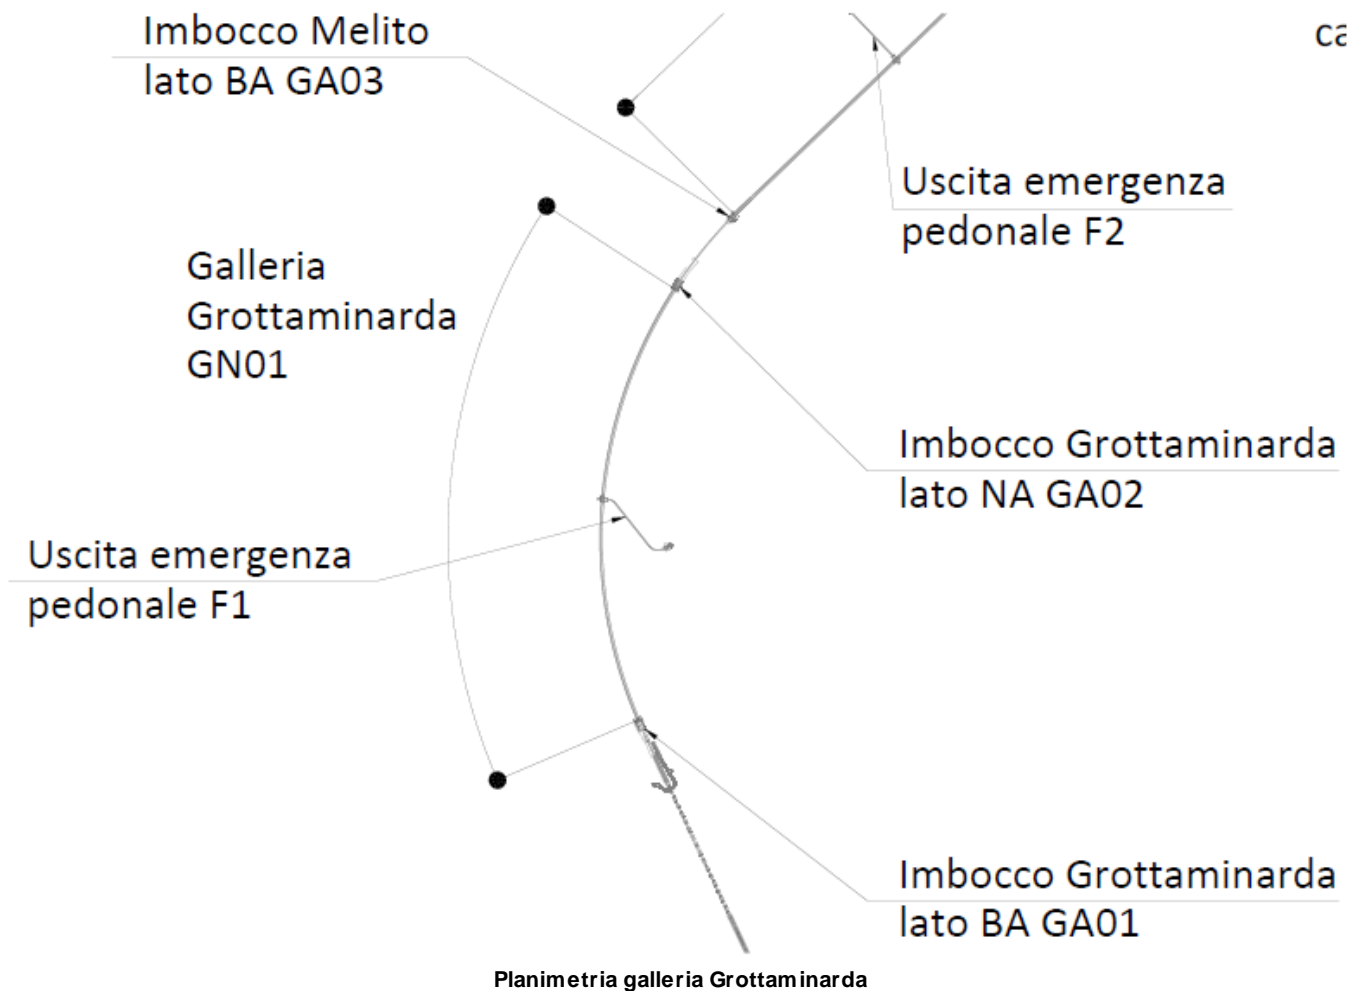 Imbocco Melito
lato BA GA03
ca
Uscita emergenza
pedonale F2
Galleria
Grottaminarda
GN01
Imbocco Grottaminarda
lato NA GA02
Uscita emergenza
pedonale F1
Imbocco Grottaminarda
lato BA GA01
Planimetria galleria Grottaminarda